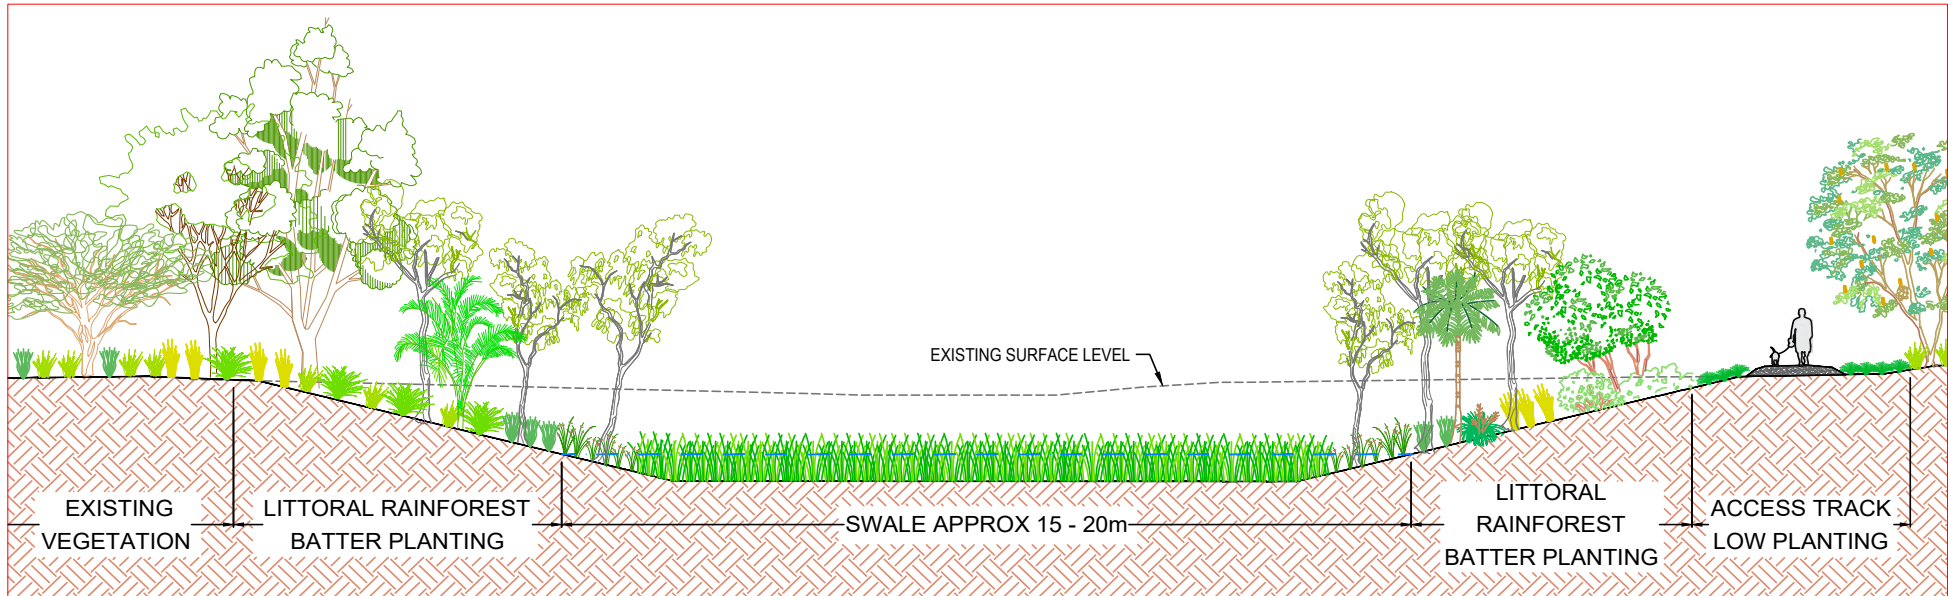 EXISTING SURFACE LEVEL
EXISTING
VEGETATION
LITTORAL RAINFOREST
BATTER PLANTING
SWALE APPROX 15 - 20m
LITTORAL
RAINFOREST
BATTER PLANTING
ACCESS TRACK
LOW PLANTING